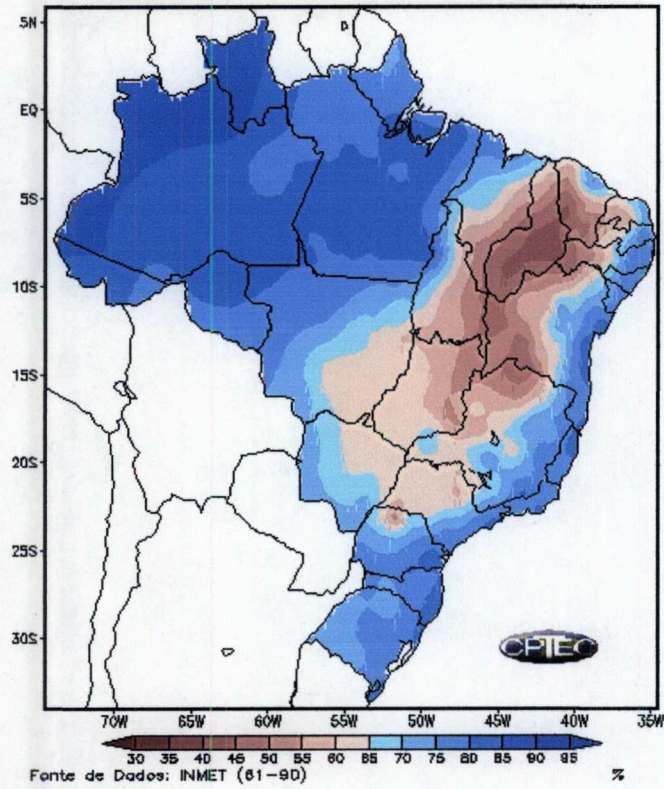 5N
EQ
5S
10S
15S
20S
25S
30S
CPTEC
70W 65W 60W 55W 50W 45W 40W 35W
30 35 40 45 50 55 60 65 70 75 80 85 90 95
Fonte de Dados: INMET (61-90) %